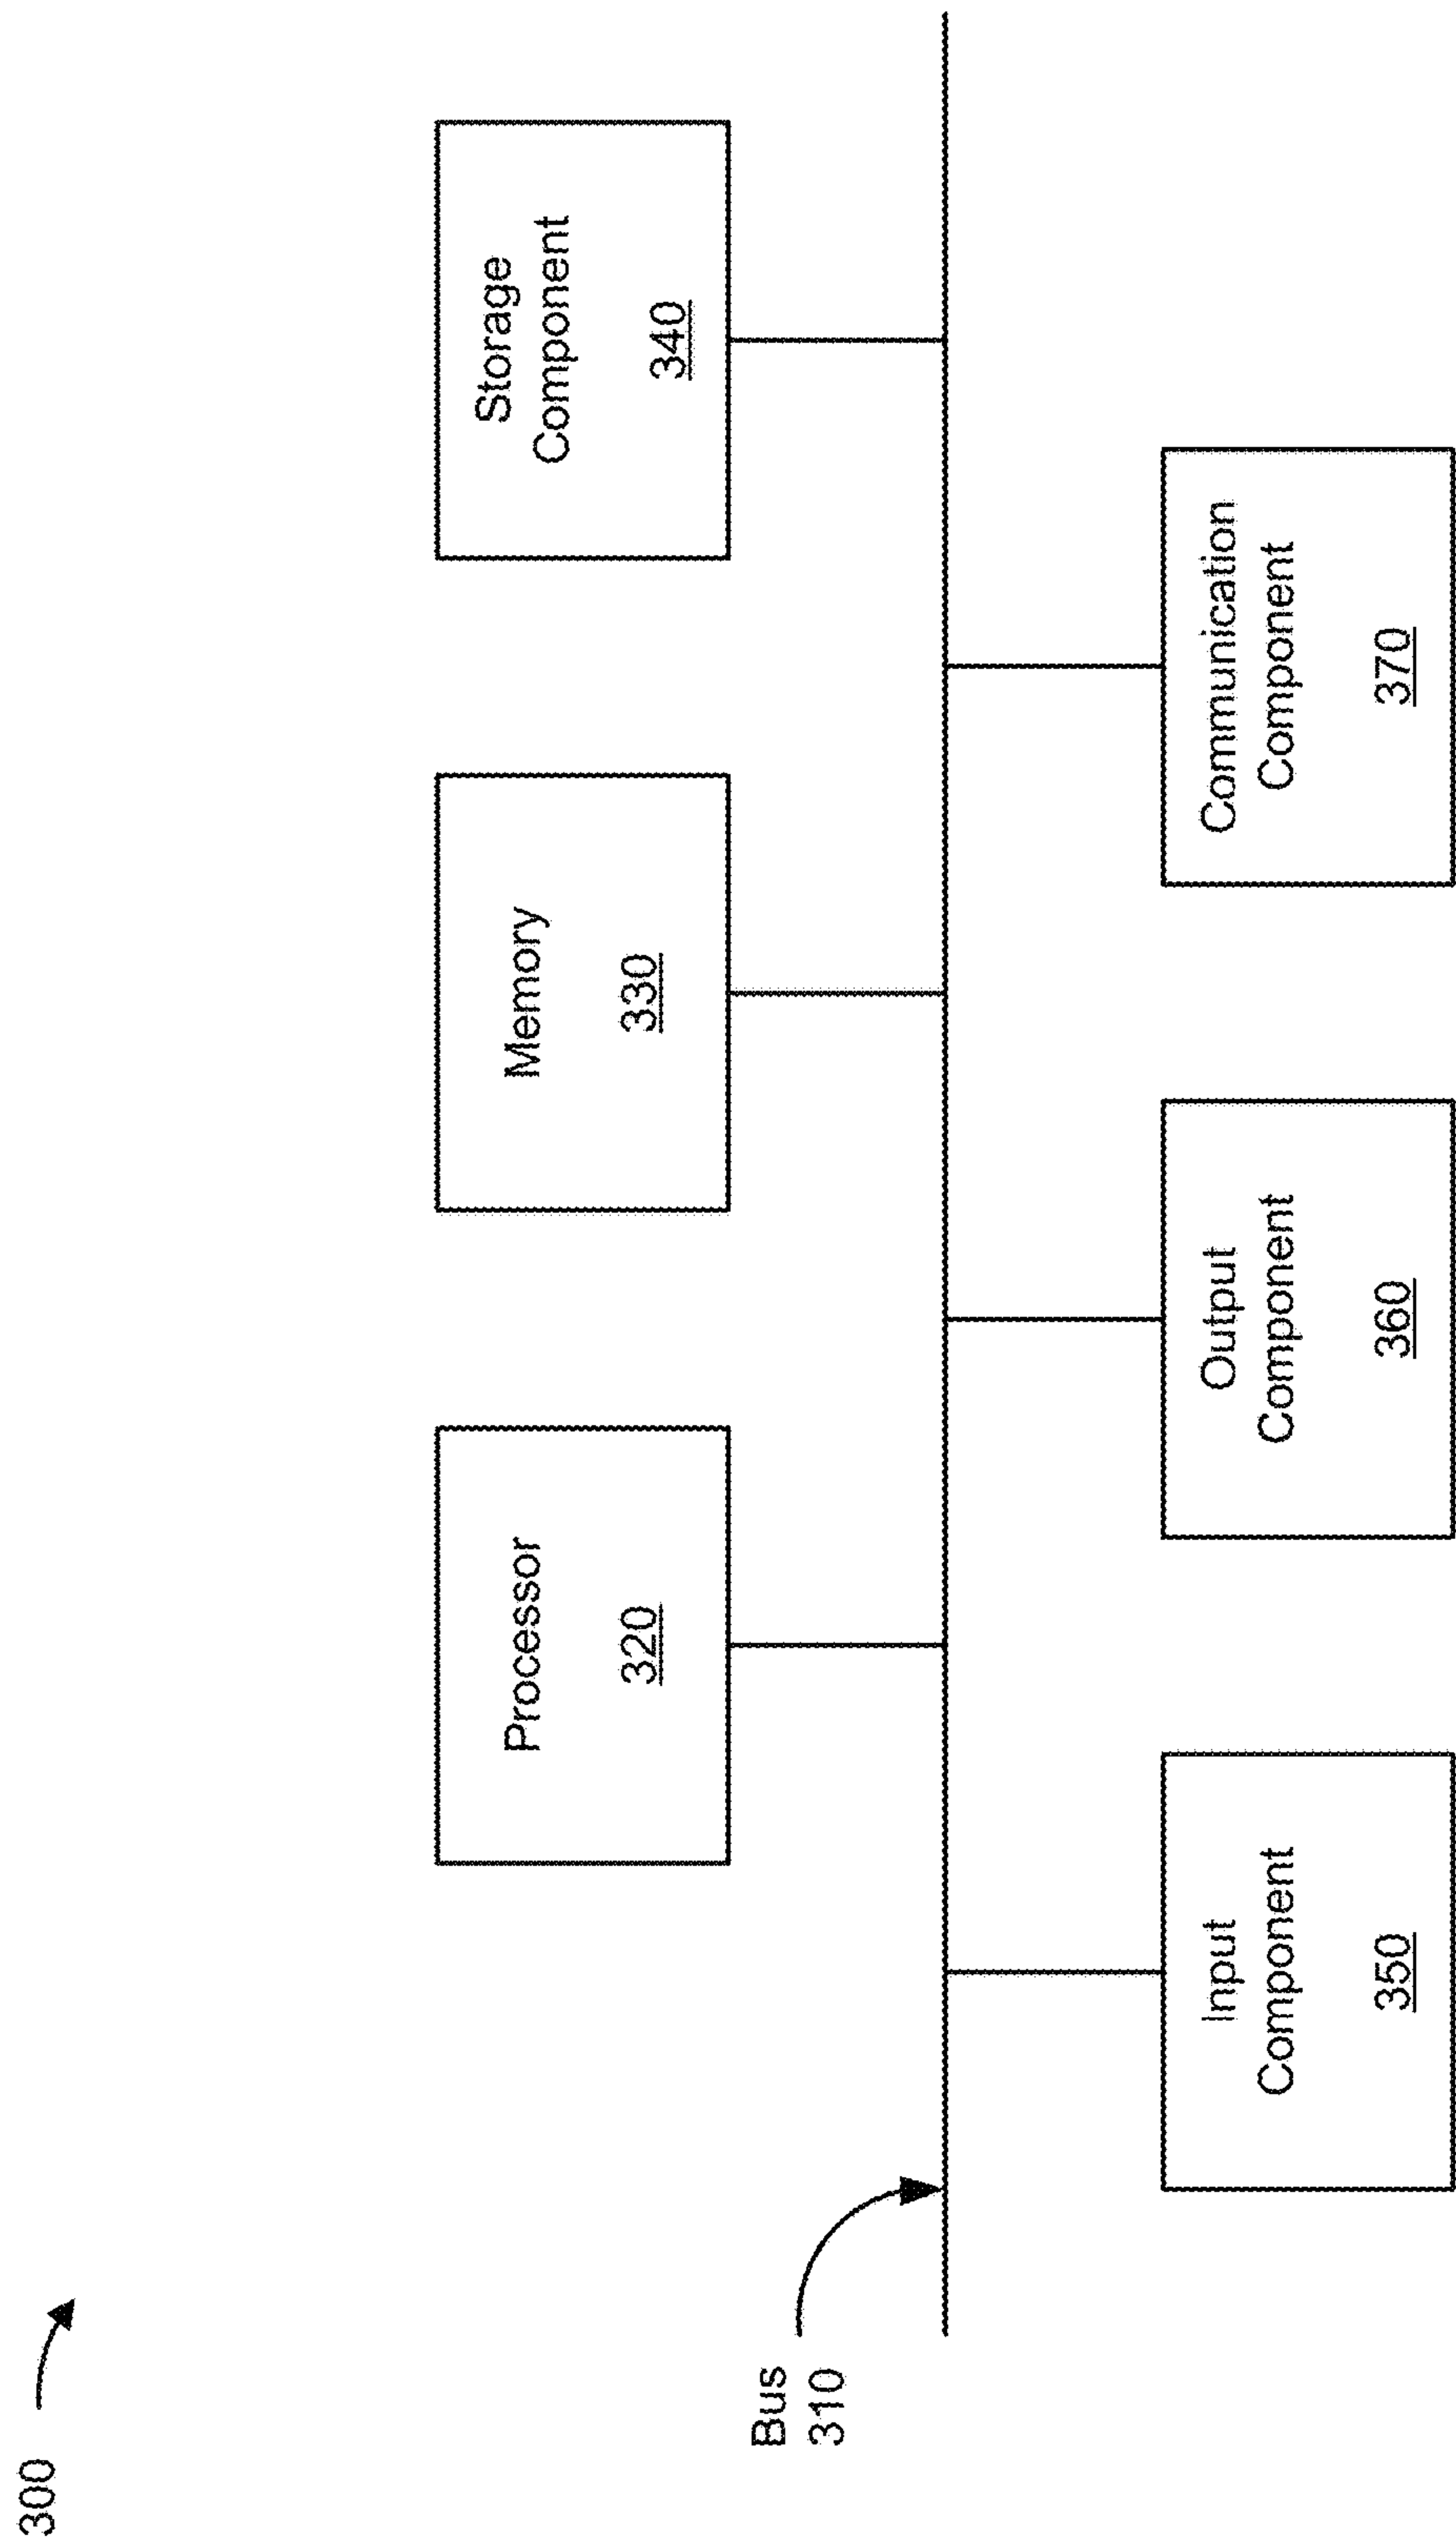 300
Processor
320
Memory
330
Storage
Component
340
Bus
310
Input
Component
350
Output
Component
360
Communication
Component
370